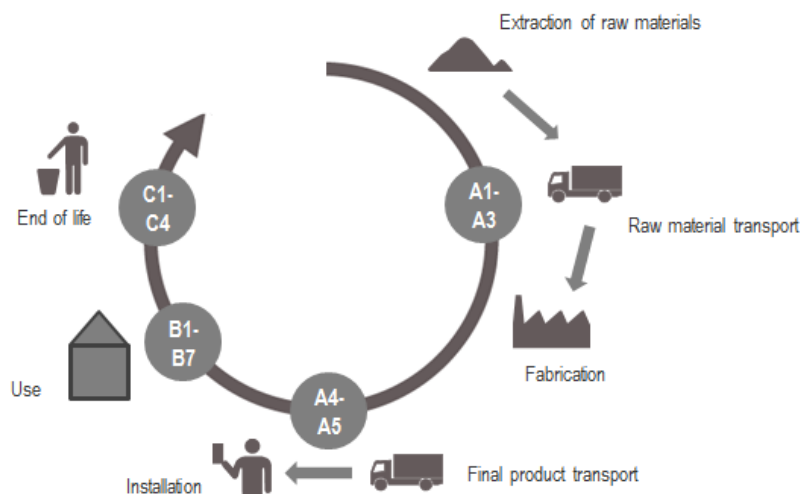 Extraction of raw materials
A1-
A3
Raw material transport
Fabrication
A4-
A5
Final product transport
Installation
B1-
B7
Use
C1-
C4
End of life